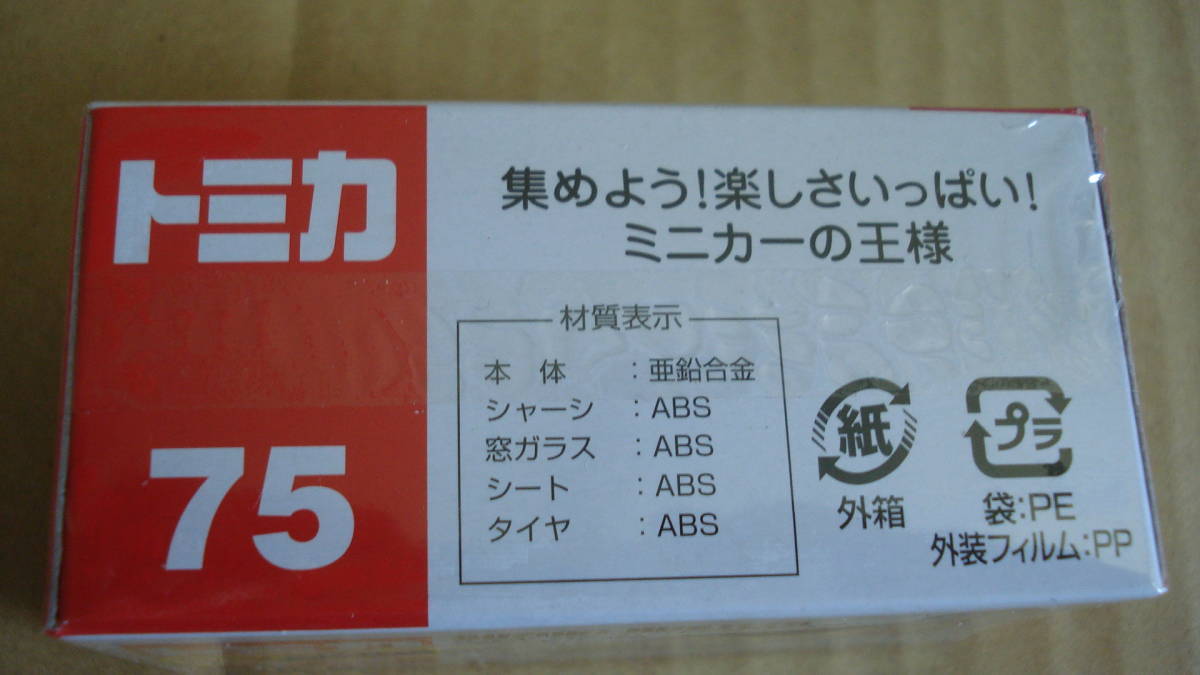 トミカ
75
集めよう!楽しさいっぱい!
ミニカーの王様
材質表示
本 体 : 亜鉛合金
シャーシ : ABS
窓ガラス : ABS
シート : ABS
タイヤ : ABS
紙
外箱
プラ
袋:PE
外装フィルム:PP